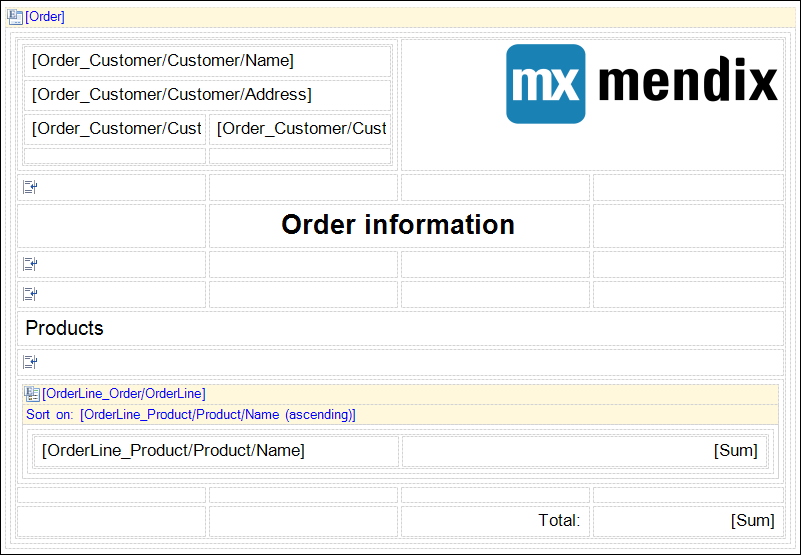 [Order]
[Order_Customer/Customer/Name]
mx mendix
[Order_Customer/Customer/Address]
[Order_Customer/Cust [Order_Customer/Cust
Order information
Products
[OrderLine_Order/OrderLine]
Sort on: [OrderLine_Product/Product/Name (ascending)]
[OrderLine_Product/Product/Name] [Sum]
Total: [Sum]